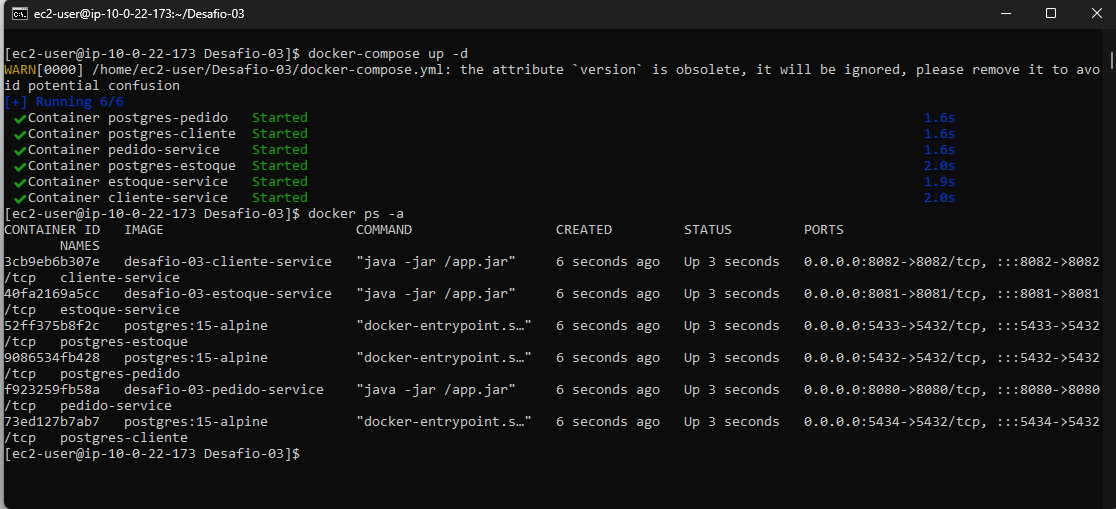 ec2-user@ip-10-0-22-173:~/Desafio-03
[ec2-user@ip-10-0-22-173 Desafio-03]$ docker-compose up -d
WARN[0000] /home/ec2-user/Desafio-03/docker-compose.yml: the attribute `version` is obsolete, it will be ignored, please remove it to avo
id potential confusion
[+] Running 6/6
✔Container postgres-pedido   Started   1.6s
✔Container postgres-cliente  Started   1.6s
✔Container pedido-service    Started   1.6s
✔Container postgres-estoque  Started   2.0s
✔Container estoque-service   Started   1.9s
✔Container cliente-service   Started   2.0s
[ec2-user@ip-10-0-22-173 Desafio-03]$ docker ps -a
CONTAINER ID   IMAGE                        COMMAND                  CREATED         STATUS         PORTS
       NAMES
3cb9eb6b307e   desafio-03-cliente-service   "java -jar /app.jar"     6 seconds ago   Up 3 seconds   0.0.0.0:8082->8082/tcp, :::8082->8082
/tcp   cliente-service
40fa2169a5cc   desafio-03-estoque-service   "java -jar /app.jar"     6 seconds ago   Up 3 seconds   0.0.0.0:8081->8081/tcp, :::8081->8081
/tcp   estoque-service
52ff375b8f2c   postgres:15-alpine           "docker-entrypoint.s…"   6 seconds ago   Up 3 seconds   0.0.0.0:5433->5432/tcp, :::5433->5432
/tcp   postgres-estoque
9086534fb428   postgres:15-alpine           "docker-entrypoint.s…"   6 seconds ago   Up 3 seconds   0.0.0.0:5432->5432/tcp, :::5432->5432
/tcp   postgres-pedido
f923259fb58a   desafio-03-pedido-service    "java -jar /app.jar"     6 seconds ago   Up 3 seconds   0.0.0.0:8080->8080/tcp, :::8080->8080
/tcp   pedido-service
73ed127b7ab7   postgres:15-alpine           "docker-entrypoint.s…"   6 seconds ago   Up 3 seconds   0.0.0.0:5434->5432/tcp, :::5434->5432
/tcp   postgres-cliente
[ec2-user@ip-10-0-22-173 Desafio-03]$